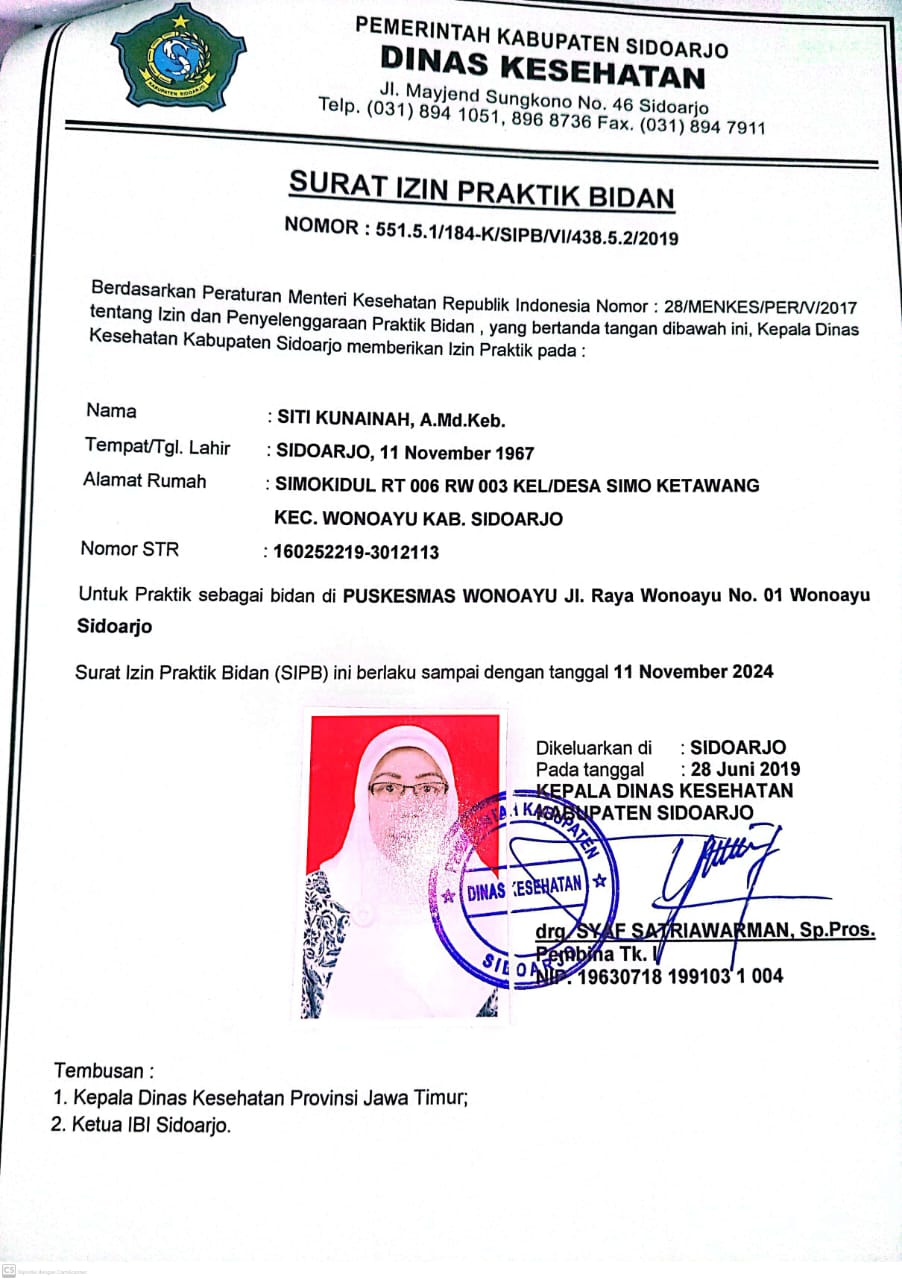 PEMERINTAH KABUPATEN SIDOARJO
DINAS KESEHATAN
Jl. Mayjend Sungkono No. 46 Sidoarjo
Telp. (031) 894 1051, 896 8736 Fax. (031) 894 7911
KABUPATEN SIDOARJO
SURAT IZIN PRAKTIK BIDAN
NOMOR : 551.5.1/184-K/SIPB/VI/438.5.2/2019
Berdasarkan Peraturan Menteri Kesehatan Republik Indonesia Nomor : 28/MENKES/PER/V/2017
tentang Izin dan Penyelenggaraan Praktik Bidan , yang bertanda tangan dibawah ini, Kepala Dinas
Kesehatan Kabupaten Sidoarjo memberikan Izin Praktik pada :
Nama : SITI KUNAINAH, A.Md.Keb.
Tempat/Tgl. Lahir : SIDOARJO, 11 November 1967
Alamat Rumah : SIMOKIDUL RT 006 RW 003 KEL/DESA SIMO KETAWANG
KEC. WONOAYU KAB. SIDOARJO
Nomor STR : 160252219-3012113
Untuk Praktik sebagai bidan di PUSKESMAS WONOAYU Jl. Raya Wonoayu No. 01 Wonoayu
Sidoarjo
Surat Izin Praktik Bidan (SIPB) ini berlaku sampai dengan tanggal 11 November 2024
Dikeluarkan di : SIDOARJO
Pada tanggal : 28 Juni 2019
KEPALA DINAS KESEHATAN
KABUPATEN SIDOARJO
KABUPATEN
DINAS KESEHATAN
SIDOARJO
drg. SYAF SATRIAWARMAN, Sp.Pros.
Pembina Tk. I
NIP. 19630718 199103 1 004
Tembusan :
1. Kepala Dinas Kesehatan Provinsi Jawa Timur;
2. Ketua IBI Sidoarjo.
CS